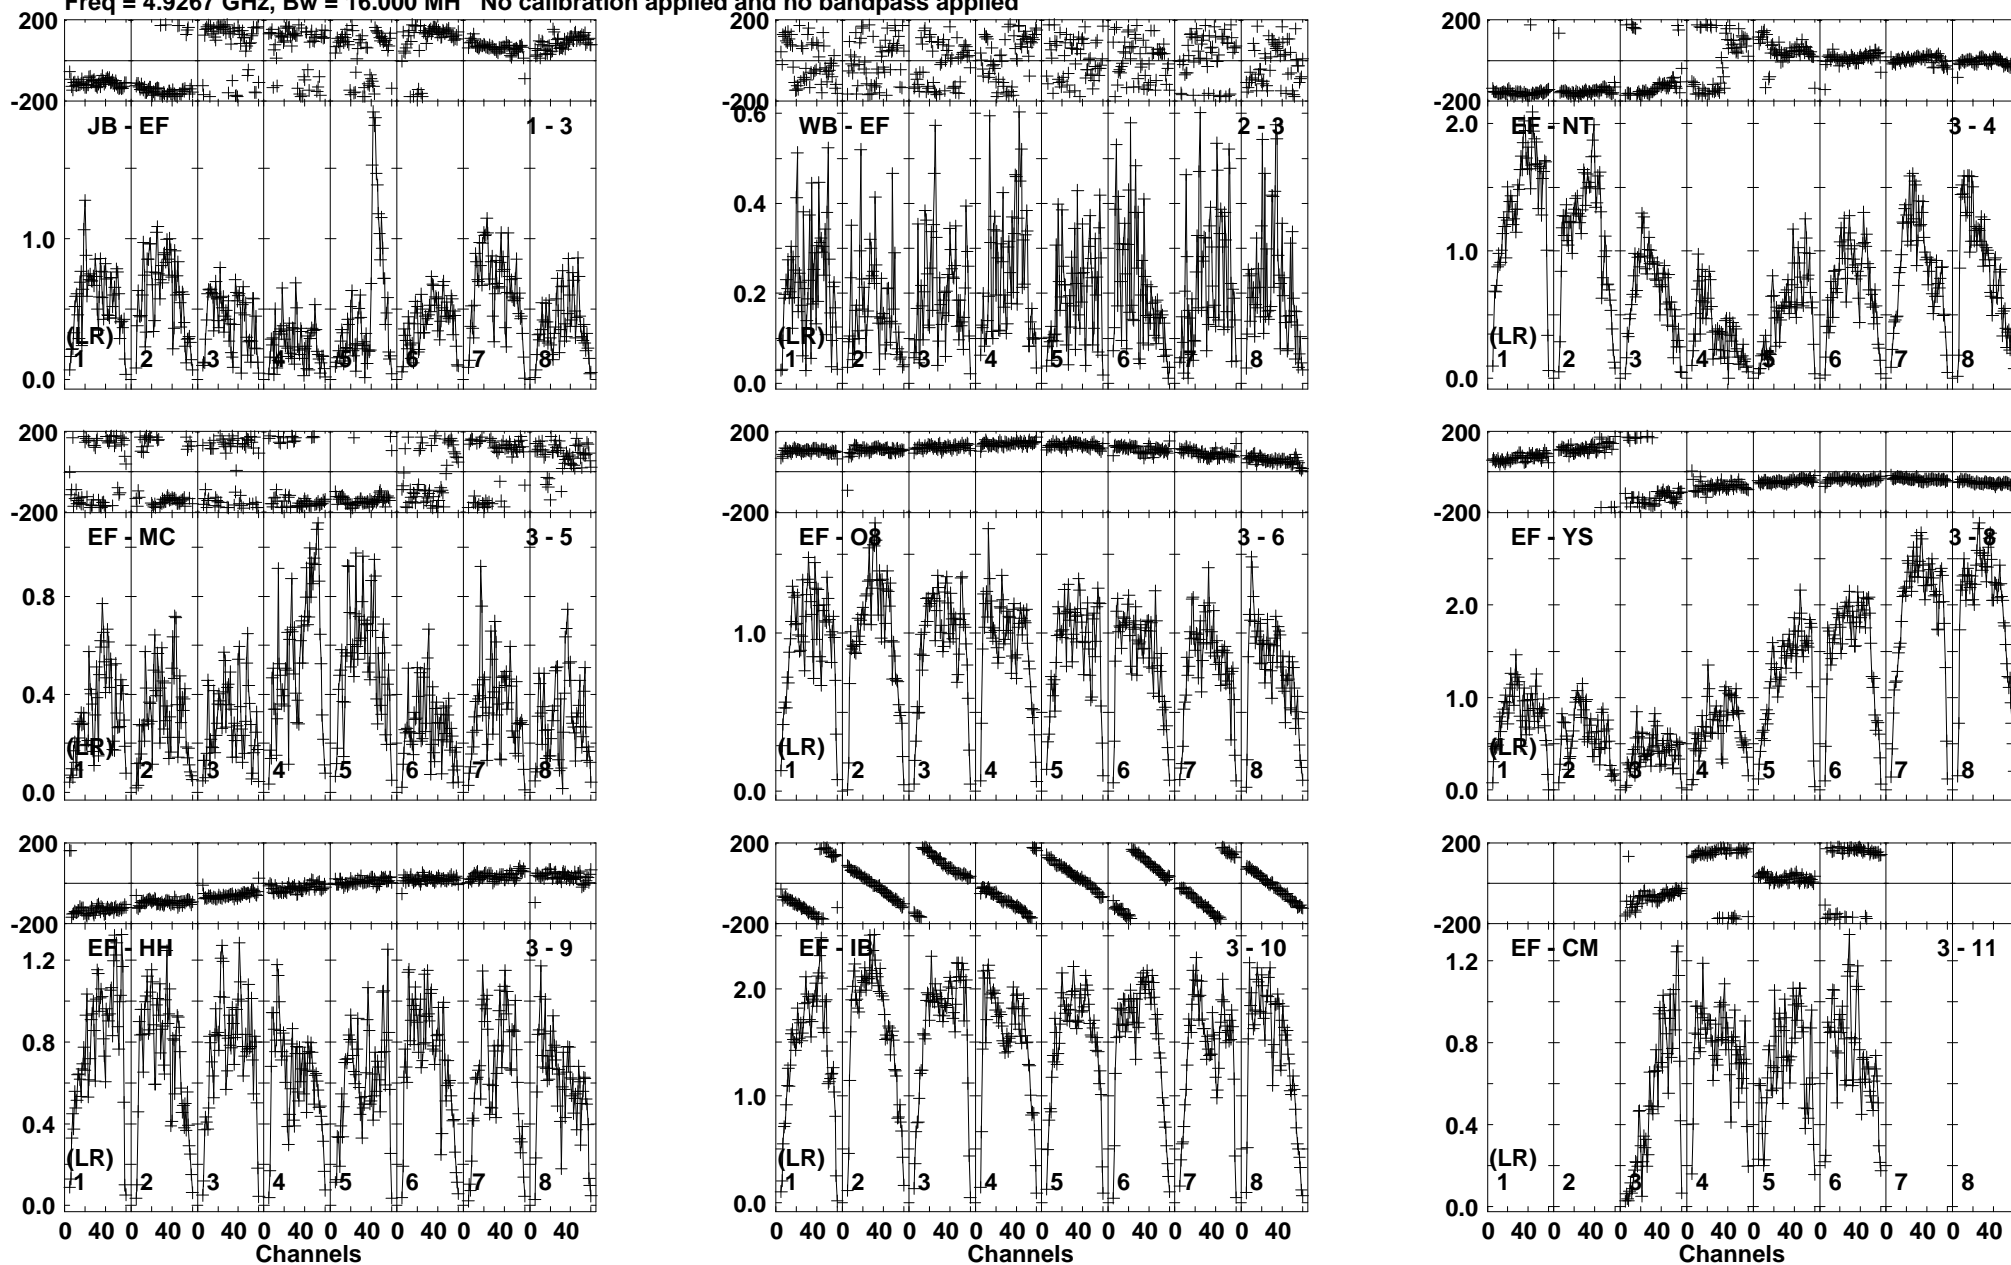 Freq = 4.9267 GHz, Bw = 16.000 MH No calibration applied and no bandpass applied
200
-200
JB - EF
1 - 3
1.0
0.0
(LR)
1 2 3 4 5 6 7 8
200
-200
0.6
WB - EF
2 - 3
0.4
0.2
0.0
(LR)
1 2 3 4 5 6 7 8
200
-200
2.0
EF - NT
3 - 4
1.0
0.0
(LR)
1 2 3 4 5 6 7 8
200
-200
EF - MC
3 - 5
0.8
0.4
0.0
(LR)
1 2 3 4 5 6 7 8
200
-200
EF - O8
3 - 6
1.0
0.0
(LR)
1 2 3 4 5 6 7 8
200
-200
EF - YS
3 - 8
2.0
1.0
0.0
(LR)
1 2 3 4 5 6 7 8
200
-200
EF - HH
3 - 9
1.2
0.8
0.4
0.0
(LR)
1 2 3 4 5 6 7 8
0 40 0 40 0 40 0 40 0 40 0 40 0 40 0 40
Channels
200
-200
EF - IB
3 - 10
2.0
1.0
0.0
(LR)
1 2 3 4 5 6 7 8
0 40 0 40 0 40 0 40 0 40 0 40 0 40 0 40
Channels
200
-200
EF - CM
3 - 11
1.2
0.8
0.4
0.0
(LR)
1 2 3 4 5 6 7 8
0 40 0 40 0 40 0 40 0 40 0 40 0 40 0 40
Channels